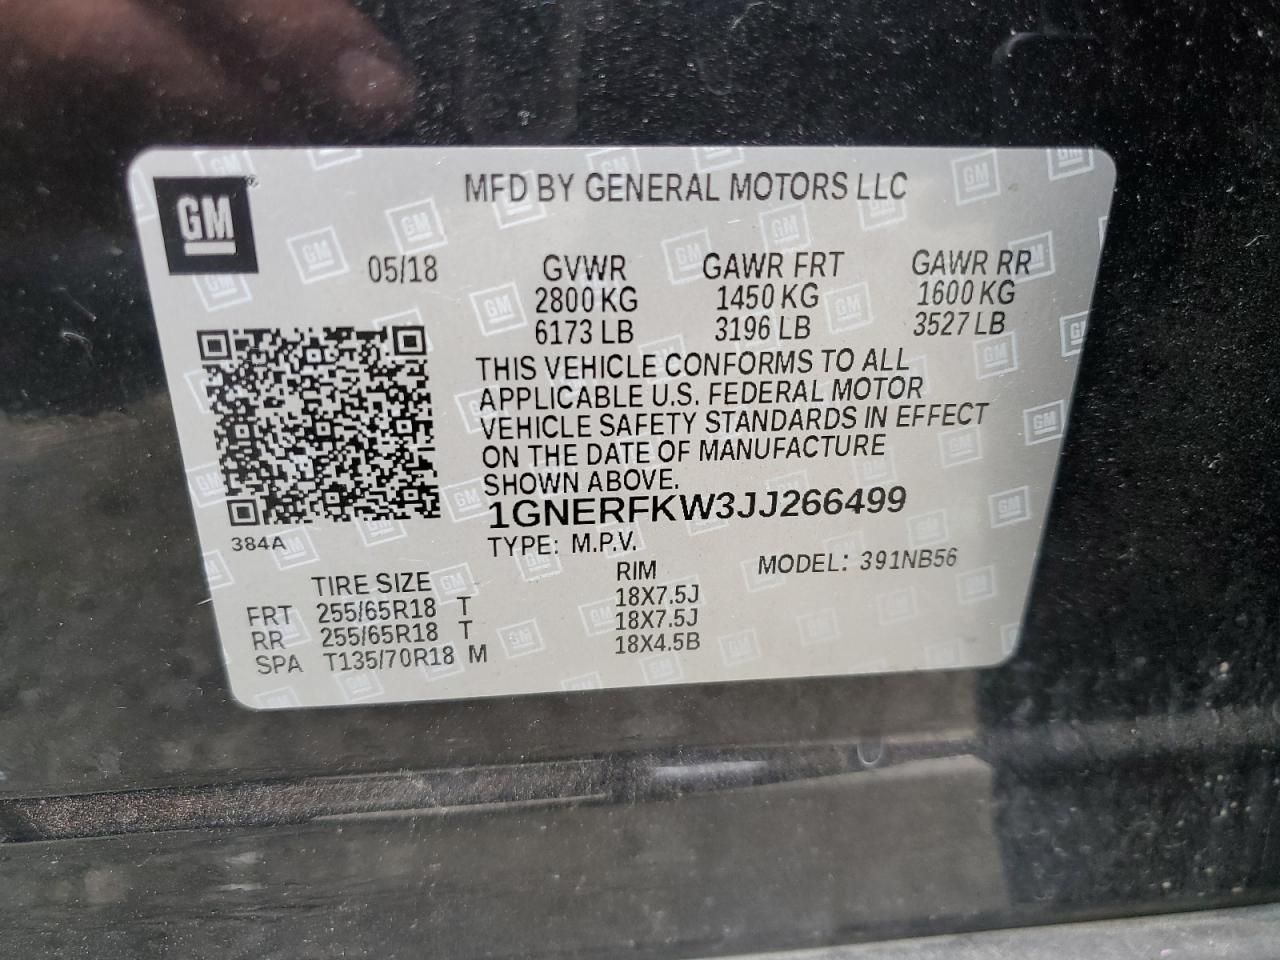 GM
MFD BY GENERAL MOTORS LLC
05/18
GVWR GAWR FRT GAWR RR
2800 KG 1450 KG 1600 KG
6173 LB 3196 LB 3527 LB
THIS VEHICLE CONFORMS TO ALL
APPLICABLE U.S. FEDERAL MOTOR
VEHICLE SAFETY STANDARDS IN EFFECT
ON THE DATE OF MANUFACTURE
SHOWN ABOVE.
1GNERFKW3JJ266499
384A
TYPE: M.P.V.
MODEL: 391NB56
TIRE SIZE RIM
FRT 255/65R18 T 18X7.5J
RR 255/65R18 T 18X7.5J
SPA T135/70R18 M 18X4.5B